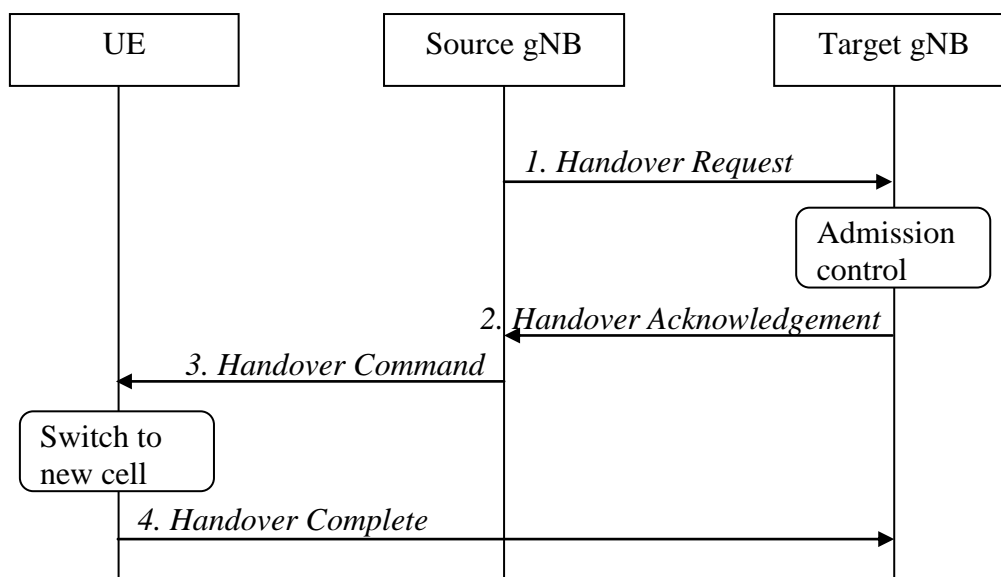 UE
Source gNB
Target gNB
1. Handover Request
Admission
control
2. Handover Acknowledgement
3. Handover Command
Switch to
new cell
4. Handover Complete